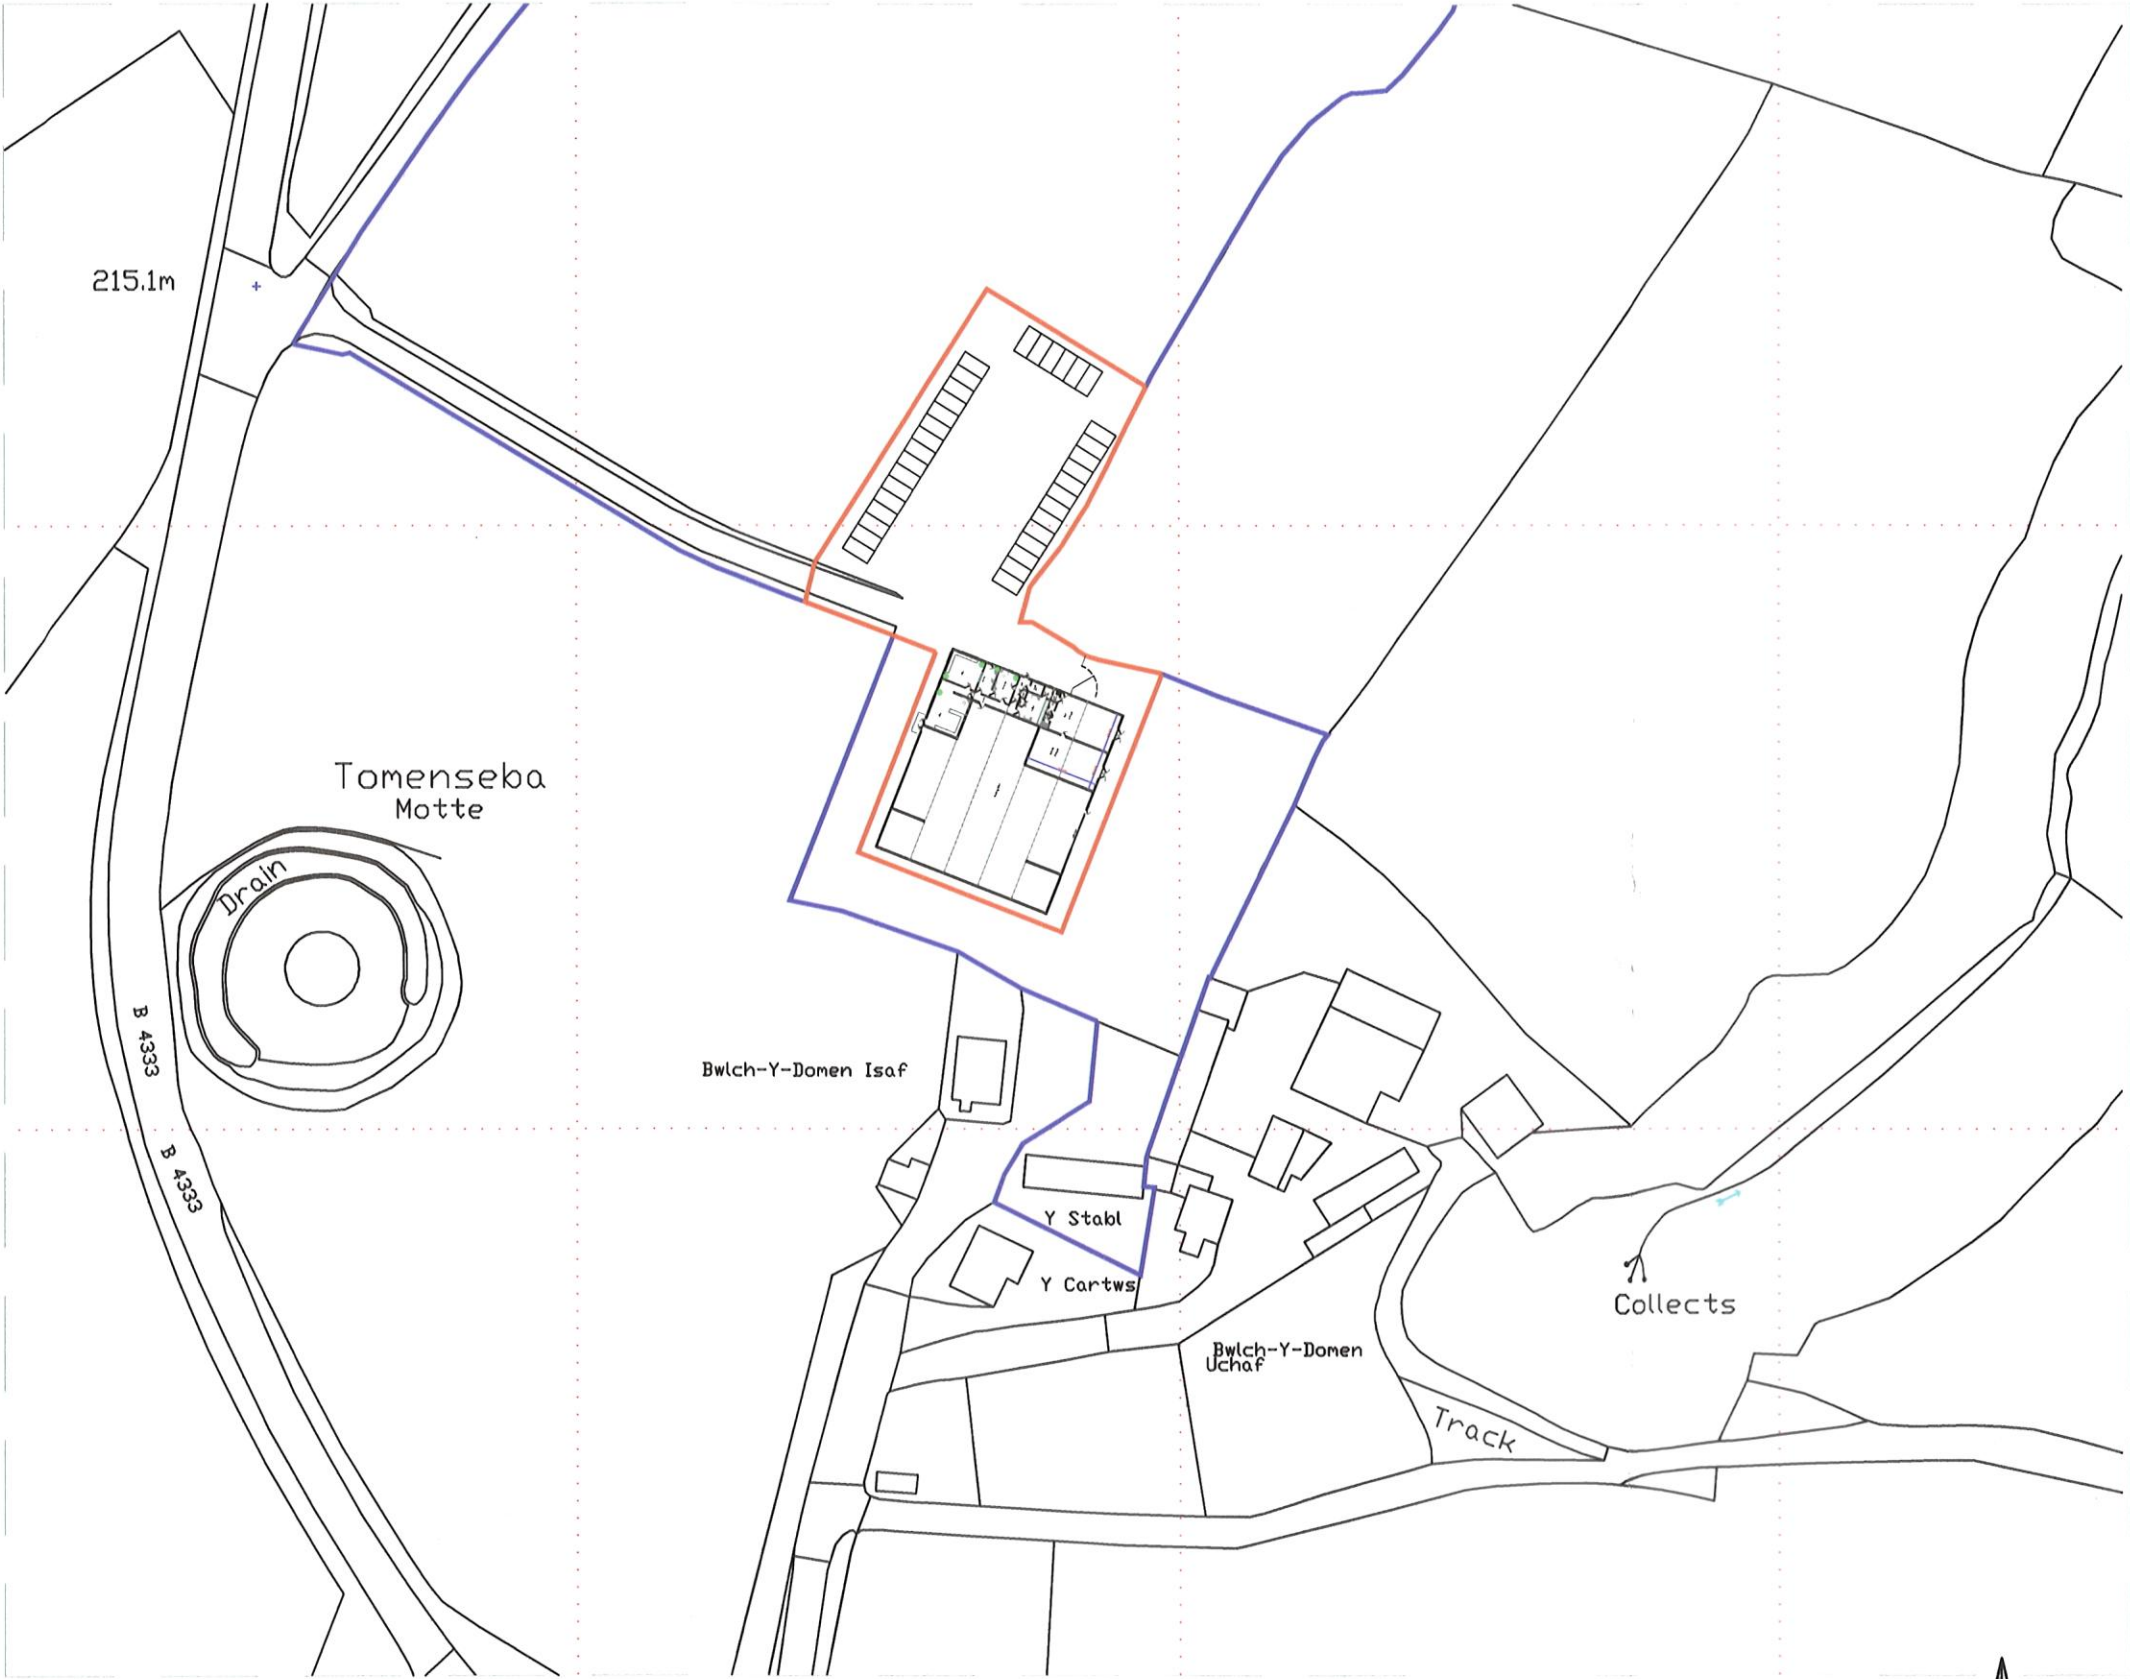 215.1m
Tomenseba
Motte
Drain
B 4333
Bwlch-Y-Domen Isaf
B 4333
Y Stabl
Y Cartws
Collects
Bwlch-Y-Domen
Uchaf
Track